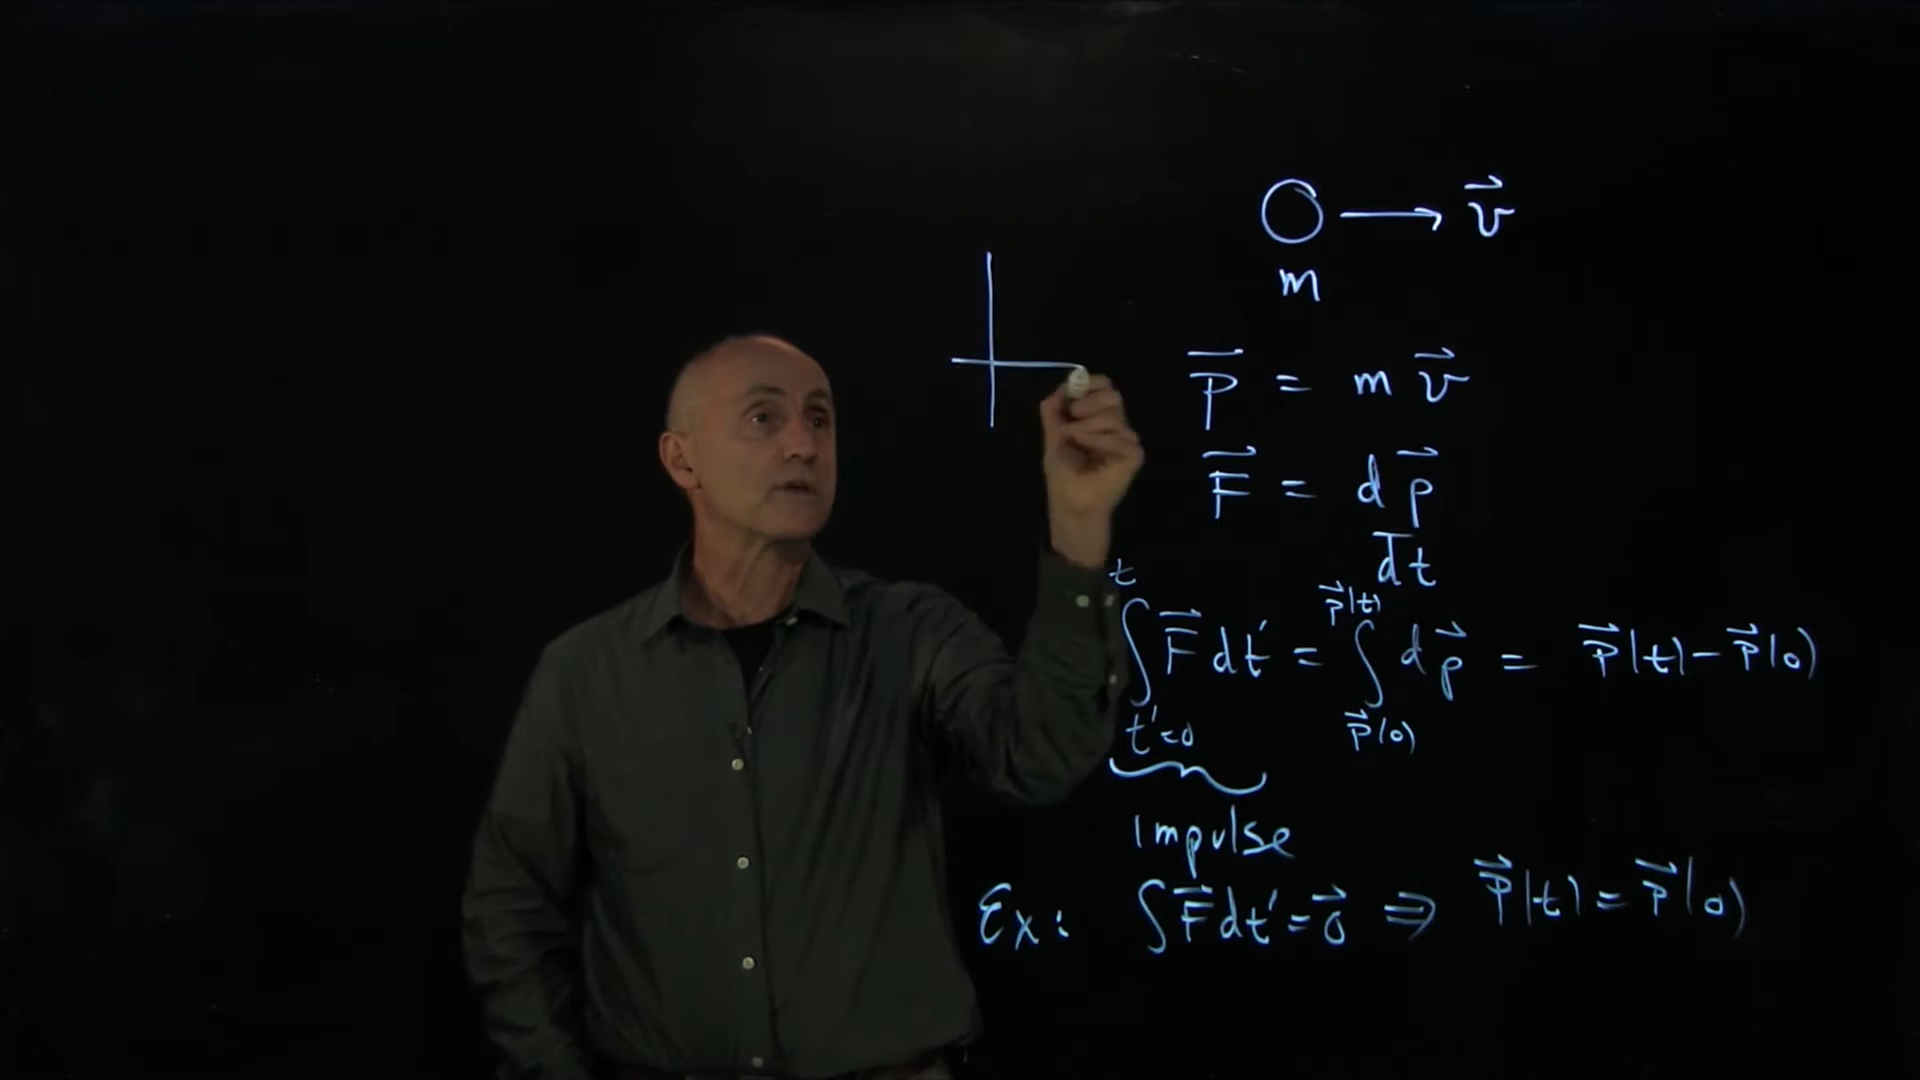 v⃗
m
p⃗ = m v⃗
F⃗ = dp⃗/dt
∫_{t'=0}^{t} F⃗ dt' = ∫_{p⃗(0)}^{p⃗(t)} dp⃗ = p⃗(t) - p⃗(0)
Impulse
Ex: ∫ F⃗ dt' = 0⃗ ⇒ p⃗(t) = p⃗(0)